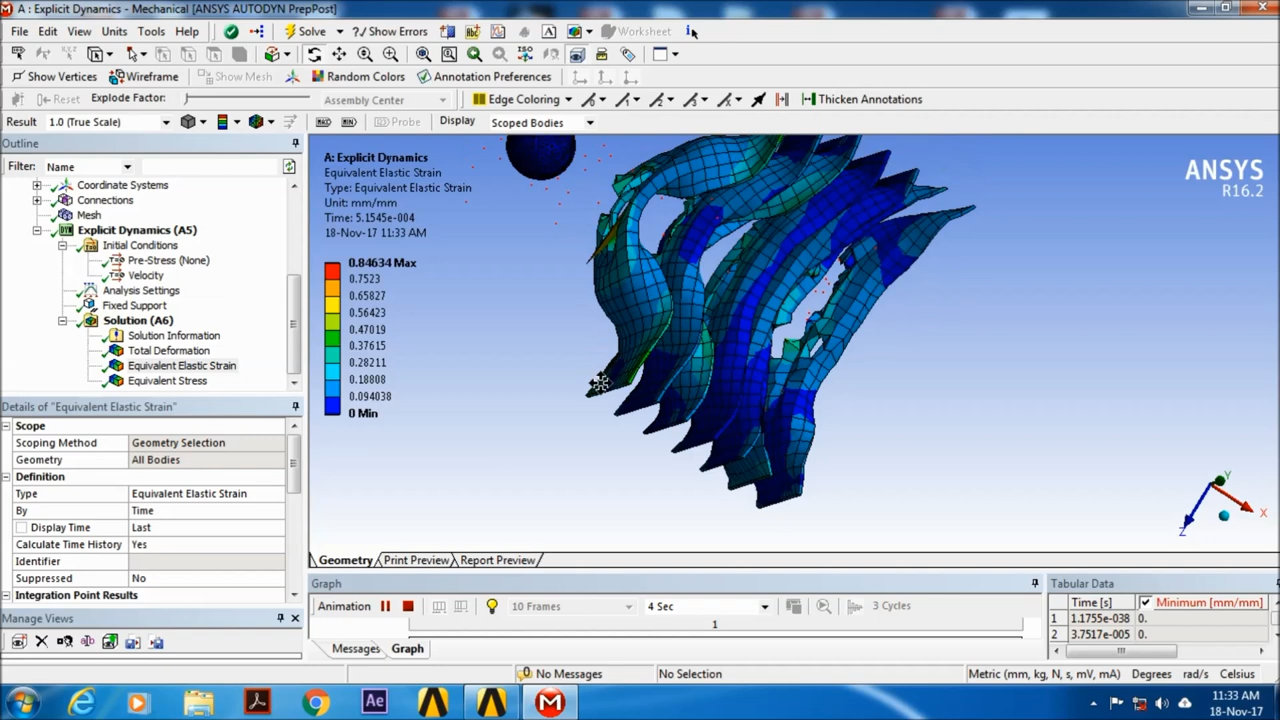 A : Explicit Dynamics - Mechanical [ANSYS AUTODYN PrepPost]
File Edit View Units Tools Help Solve ?/ Show Errors Worksheet
Show Vertices Wireframe Show Mesh Random Colors Annotation Preferences
Reset Explode Factor: Assembly Center Edge Coloring Thicken Annotations
Result 1.0 (True Scale) Probe Display Scoped Bodies
Outline
Filter: Name
Coordinate Systems
Connections
Mesh
Explicit Dynamics (A5)
Initial Conditions
Pre-Stress (None)
Velocity
Analysis Settings
Fixed Support
Solution (A6)
Solution Information
Total Deformation
Equivalent Elastic Strain
Equivalent Stress
Details of "Equivalent Elastic Strain"
Scope
Scoping Method Geometry Selection
Geometry All Bodies
Definition
Type Equivalent Elastic Strain
By Time
Display Time Last
Calculate Time History Yes
Identifier
Suppressed No
Integration Point Results
Manage Views
A: Explicit Dynamics
Equivalent Elastic Strain
Type: Equivalent Elastic Strain
Unit: mm/mm
Time: 5.1545e-004
18-Nov-17 11:33 AM
0.84634 Max
0.7523
0.65827
0.56423
0.47019
0.37615
0.28211
0.18808
0.094038
0 Min
ANSYS
R16.2
Y
X
Z
Geometry Print Preview Report Preview
Graph
Animation 10 Frames 4 Sec 3 Cycles
1
Messages Graph
Tabular Data
Time [s] Minimum [mm/mm]
1 1.1755e-038 0.
2 3.7517e-005 0.
No Messages No Selection Metric (mm, kg, N, s, mV, mA) Degrees rad/s Celsius
Ae
11:33 AM
18-Nov-17